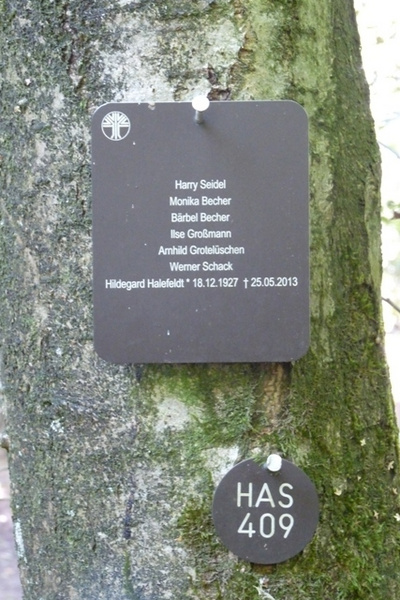 Harry Seidel
Monika Becher
Bärbel Becher
Ilse Großmann
Arnhild Grotelüschen
Werner Schack
Hildegard Halefeldt * 18.12.1927 † 25.05.2013
HAS
409